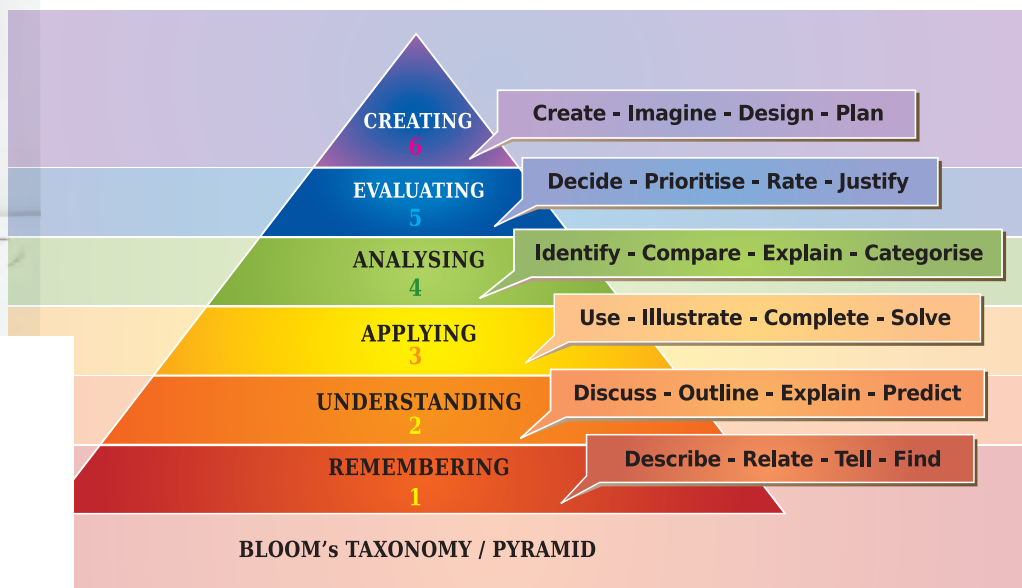 CREATING
6
Create - Imagine - Design - Plan
EVALUATING
5
Decide - Prioritise - Rate - Justify
ANALYSING
4
Identify - Compare - Explain - Categorise
APPLYING
3
Use - Illustrate - Complete - Solve
UNDERSTANDING
2
Discuss - Outline - Explain - Predict
REMEMBERING
1
Describe - Relate - Tell - Find
BLOOM's TAXONOMY / PYRAMID